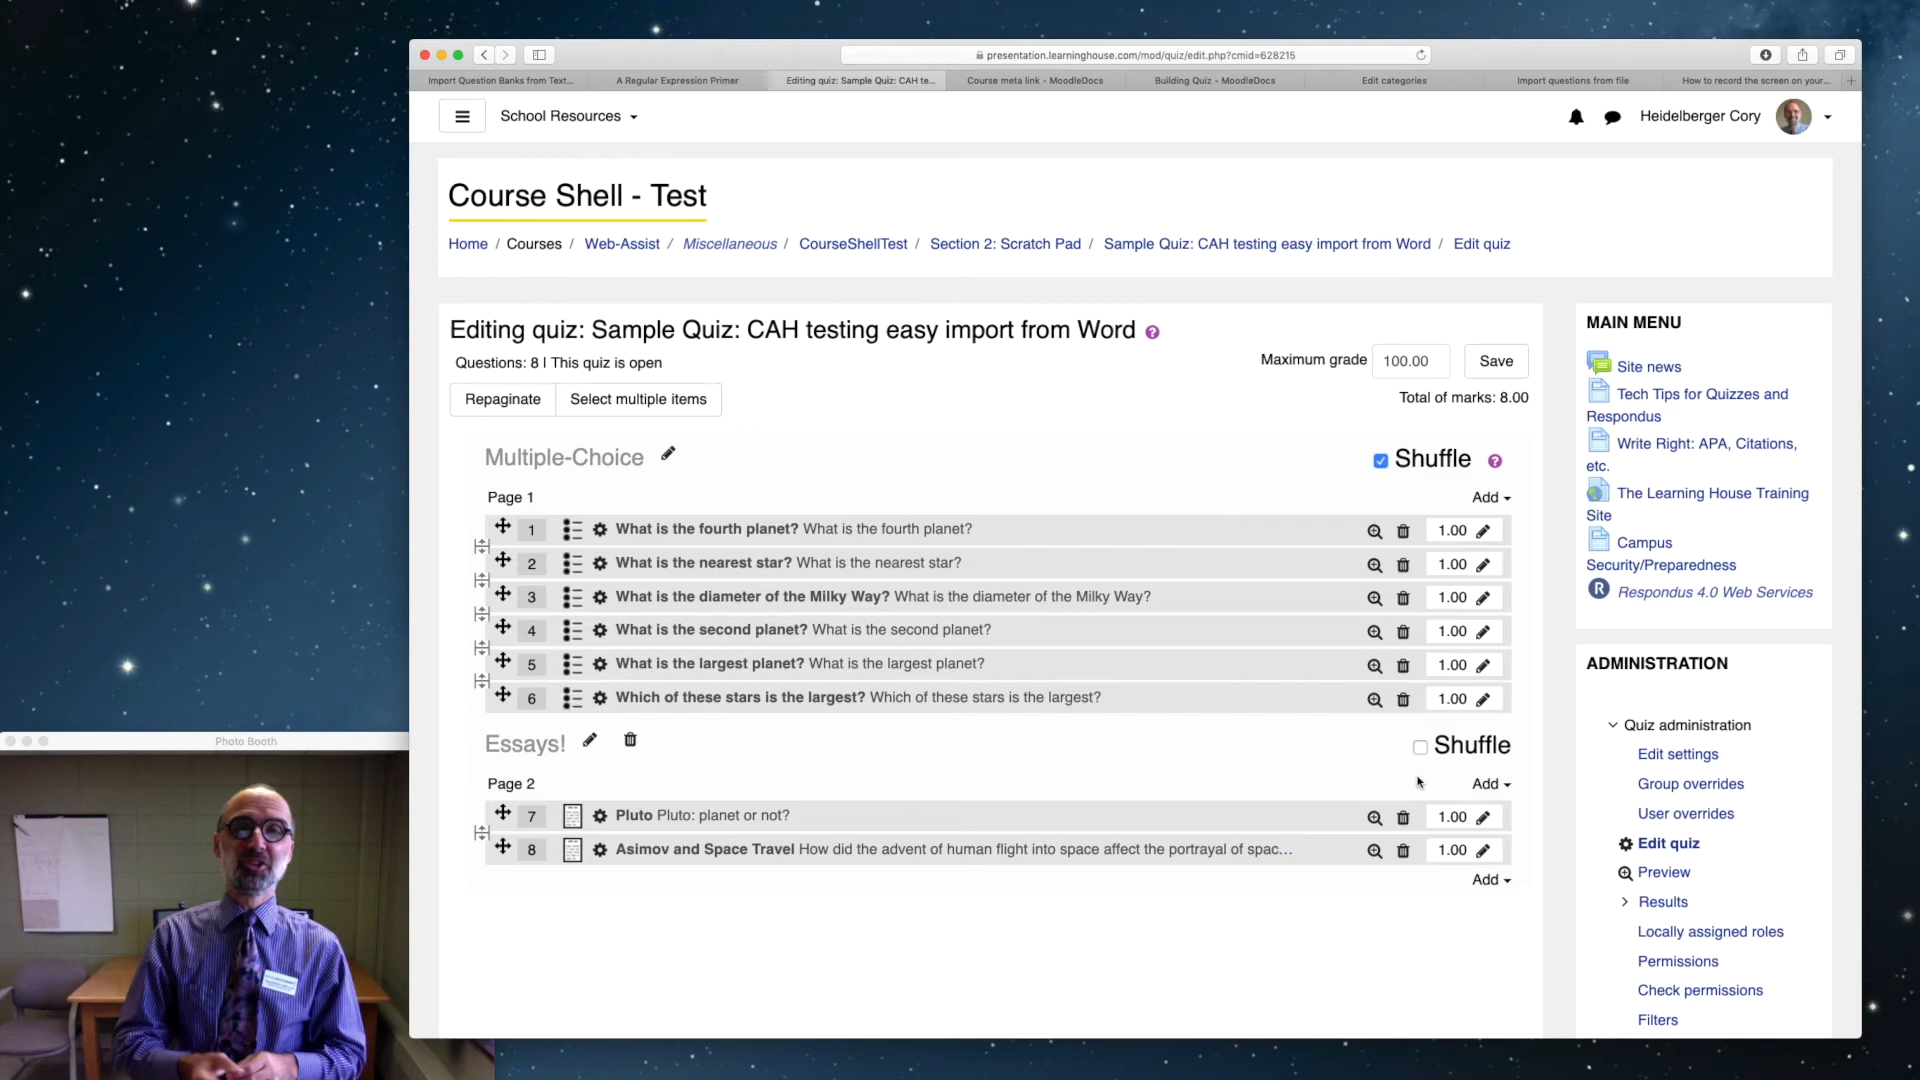 presentation.learninghouse.com/mod/quiz/edit.php?cmid=628215
Import Question Banks from Text...
A Regular Expression Primer
Editing quiz: Sample Quiz: CAH te...
Course meta link - MoodleDocs
Building Quiz - MoodleDocs
Edit categories
Import questions from file
How to record the screen on your...
School Resources
Heidelberger Cory
Course Shell - Test
Home / Courses / Web-Assist / Miscellaneous / CourseShellTest / Section 2: Scratch Pad / Sample Quiz: CAH testing easy import from Word / Edit quiz
Editing quiz: Sample Quiz: CAH testing easy import from Word
Questions: 8 | This quiz is open
Maximum grade 100.00 Save
Repaginate Select multiple items
Total of marks: 8.00
Multiple-Choice
Shuffle
Page 1
Add
1 What is the fourth planet? What is the fourth planet? 1.00
2 What is the nearest star? What is the nearest star? 1.00
3 What is the diameter of the Milky Way? What is the diameter of the Milky Way? 1.00
4 What is the second planet? What is the second planet? 1.00
5 What is the largest planet? What is the largest planet? 1.00
6 Which of these stars is the largest? Which of these stars is the largest? 1.00
Essays!
Shuffle
Page 2
Add
7 Pluto Pluto: planet or not? 1.00
8 Asimov and Space Travel How did the advent of human flight into space affect the portrayal of spac... 1.00
Add
MAIN MENU
Site news
Tech Tips for Quizzes and
Respondus
Write Right: APA, Citations,
etc.
The Learning House Training
Site
Campus
Security/Preparedness
R Respondus 4.0 Web Services
ADMINISTRATION
Quiz administration
Edit settings
Group overrides
User overrides
Edit quiz
Preview
Results
Locally assigned roles
Permissions
Check permissions
Filters
Photo Booth